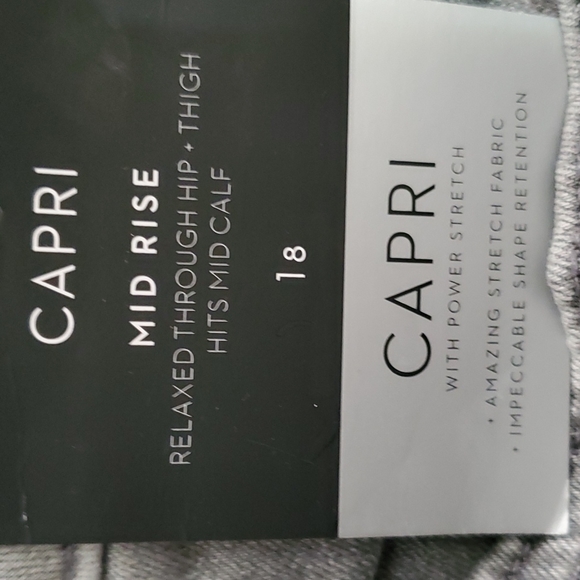 CAPRI
MID RISE
RELAXED THROUGH HIP + THIGH
HITS MID CALF
18
CAPRI
WITH POWER STRETCH
• AMAZING STRETCH FABRIC
• IMPECCABLE SHAPE RETENTION